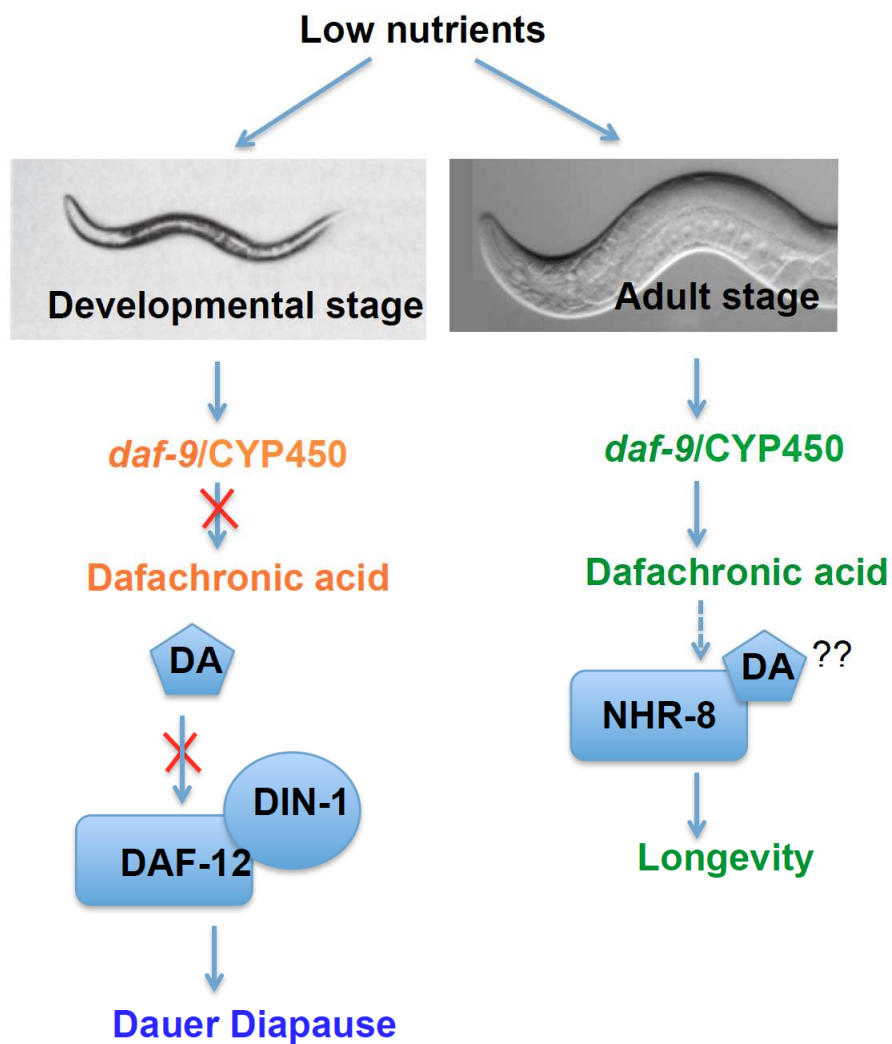 Low nutrients
Developmental stage
daf-9/CYP450
Dafachronic acid
DA
DIN-1
DAF-12
Dauer Diapause
Adult stage
daf-9/CYP450
Dafachronic acid
DA ??
NHR-8
Longevity